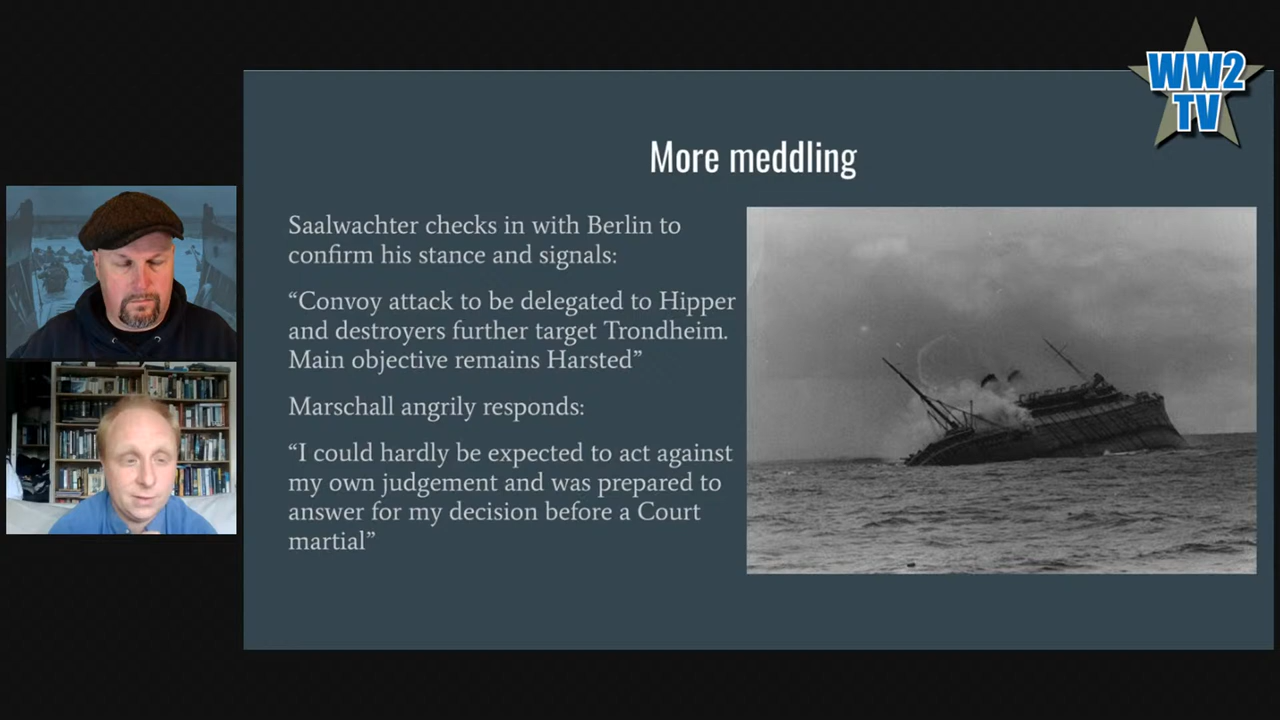 WW2
TV
More meddling
Saalwachter checks in with Berlin to
confirm his stance and signals:
“Convoy attack to be delegated to Hipper
and destroyers further target Trondheim.
Main objective remains Harsted”
Marschall angrily responds:
“I could hardly be expected to act against
my own judgement and was prepared to
answer for my decision before a Court
martial”